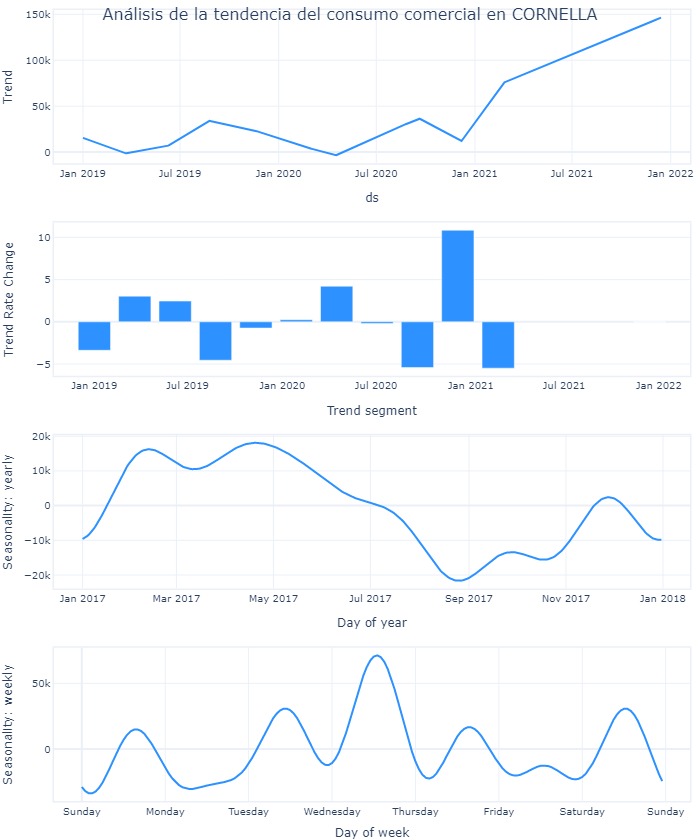 Análisis de la tendencia del consumo comercial en CORNELLA
Trend
150k
100k
50k
0
Jan 2019 Jul 2019 Jan 2020 Jul 2020 Jan 2021 Jul 2021 Jan 2022
ds
Trend Rate Change
10
5
0
−5
Jan 2019 Jul 2019 Jan 2020 Jul 2020 Jan 2021 Jul 2021 Jan 2022
Trend segment
Seasonality: yearly
20k
10k
0
−10k
−20k
Jan 2017 Mar 2017 May 2017 Jul 2017 Sep 2017 Nov 2017 Jan 2018
Day of year
Seasonality: weekly
50k
0
Sunday Monday Tuesday Wednesday Thursday Friday Saturday Sunday
Day of week